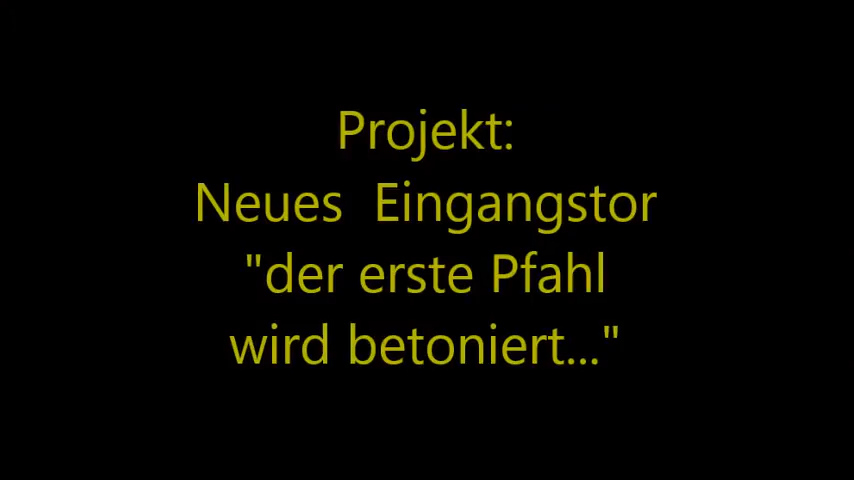 Projekt:
Neues  Eingangstor
"der erste Pfahl
wird betoniert..."